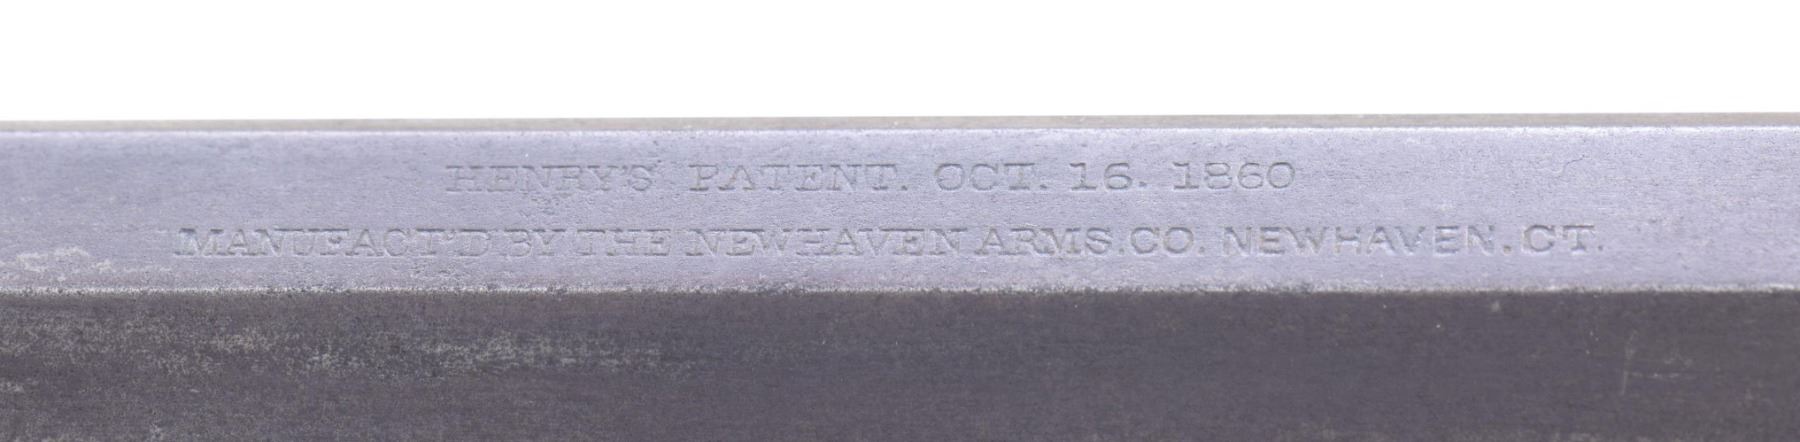 HENRY'S PATENT. OCT. 16. 1860
MANUFACT'D BY THE NEWHAVEN ARMS. CO. NEWHAVEN. CT.